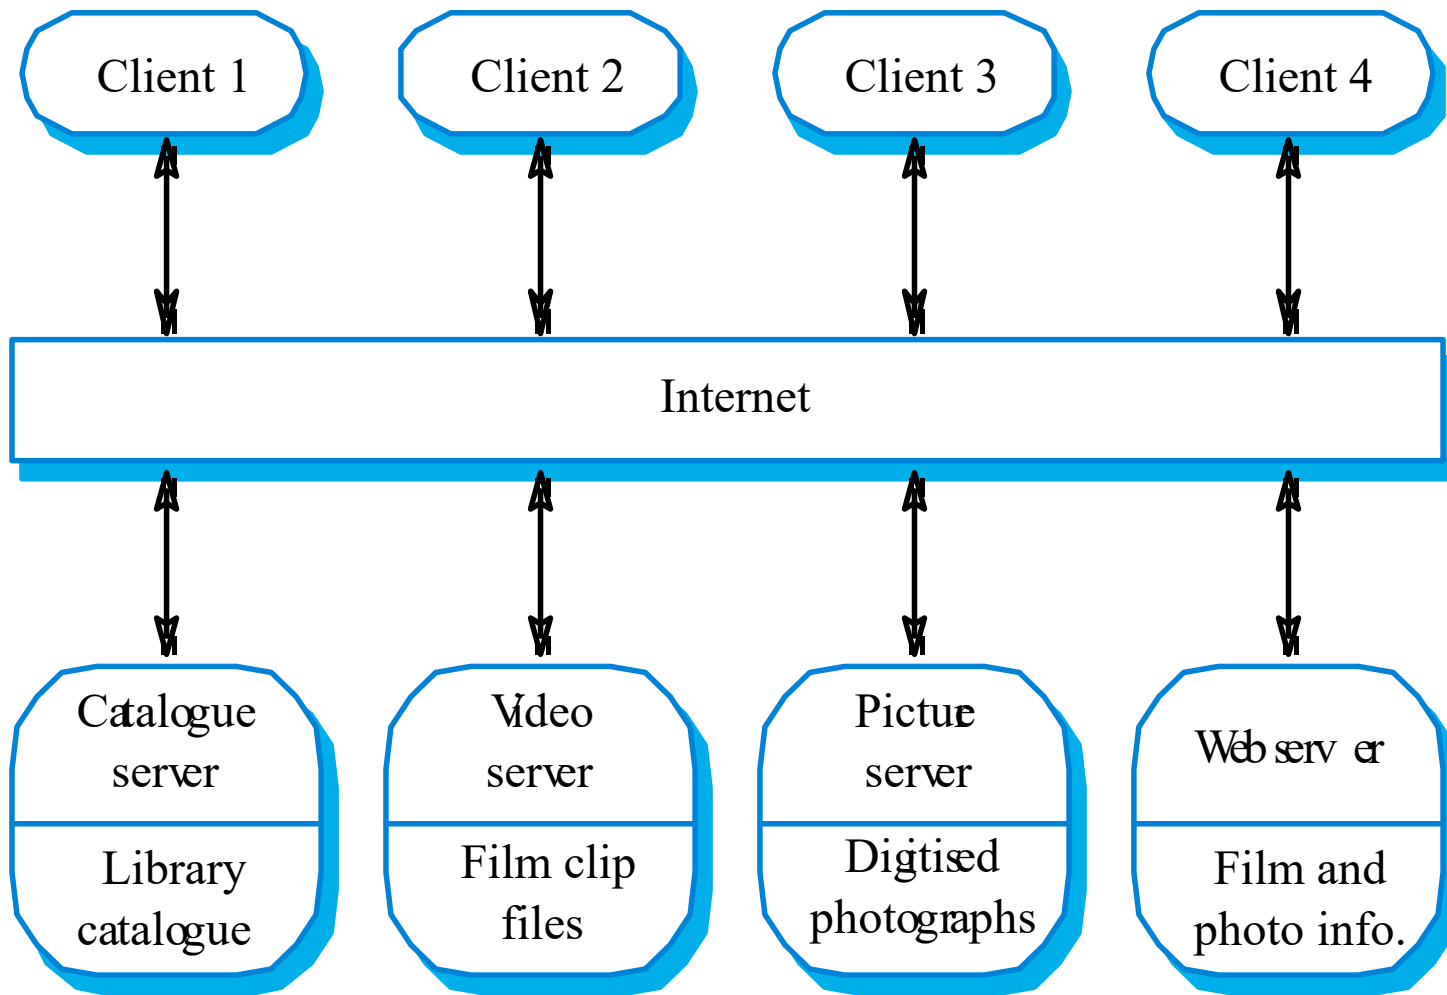 Client 1
Client 2
Client 3
Client 4
Internet
Catalogue
server
Video
server
Picture
server
Web server
Library
catalogue
Film clip
files
Digitised
photographs
Film and
photo info.